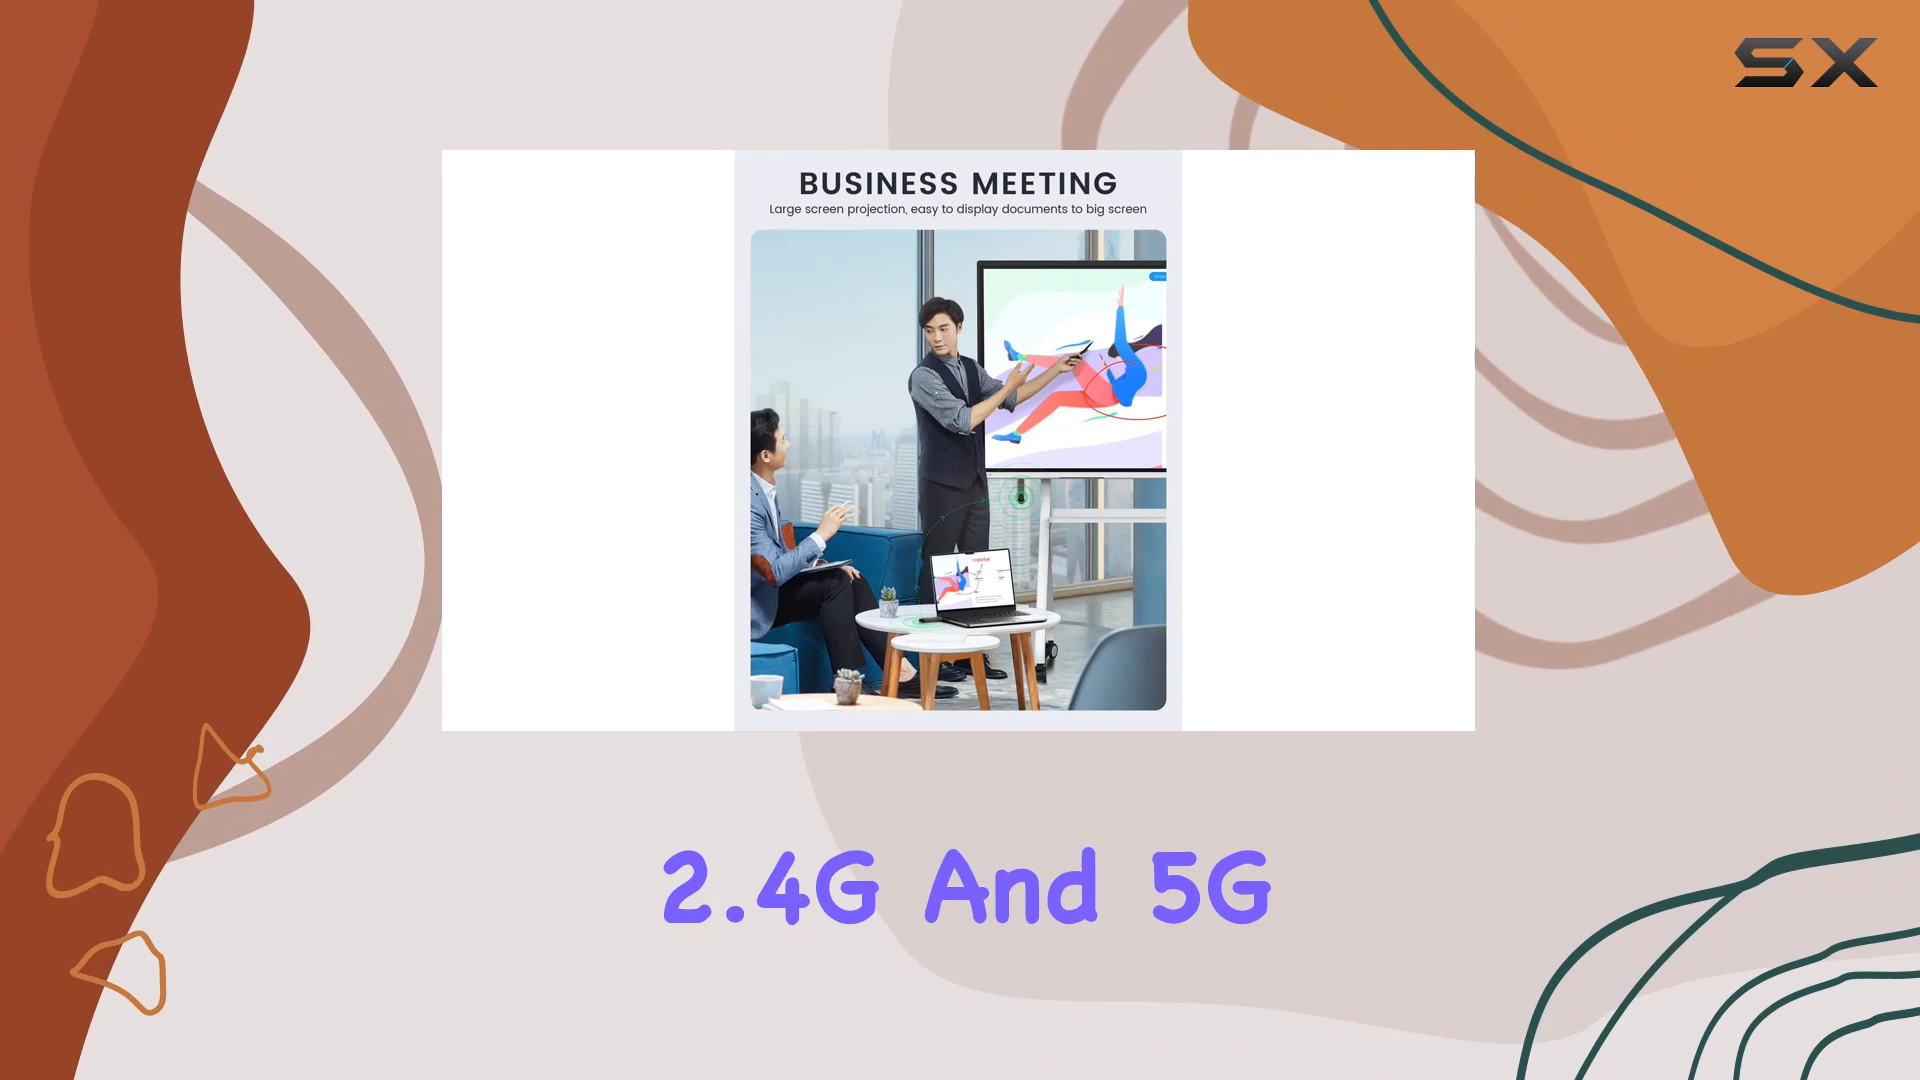 SX
BUSINESS MEETING
Large screen projection, easy to display documents to big screen
2.4G And 5G